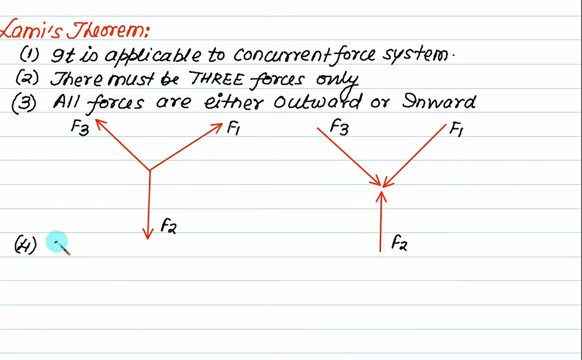 Lami's Theorem:
(1) It is applicable to concurrent force system.
(2) There must be THREE forces only
(3) All forces are either Outward or Inward
F3 F1 F3 F1
F2
F2
(4)